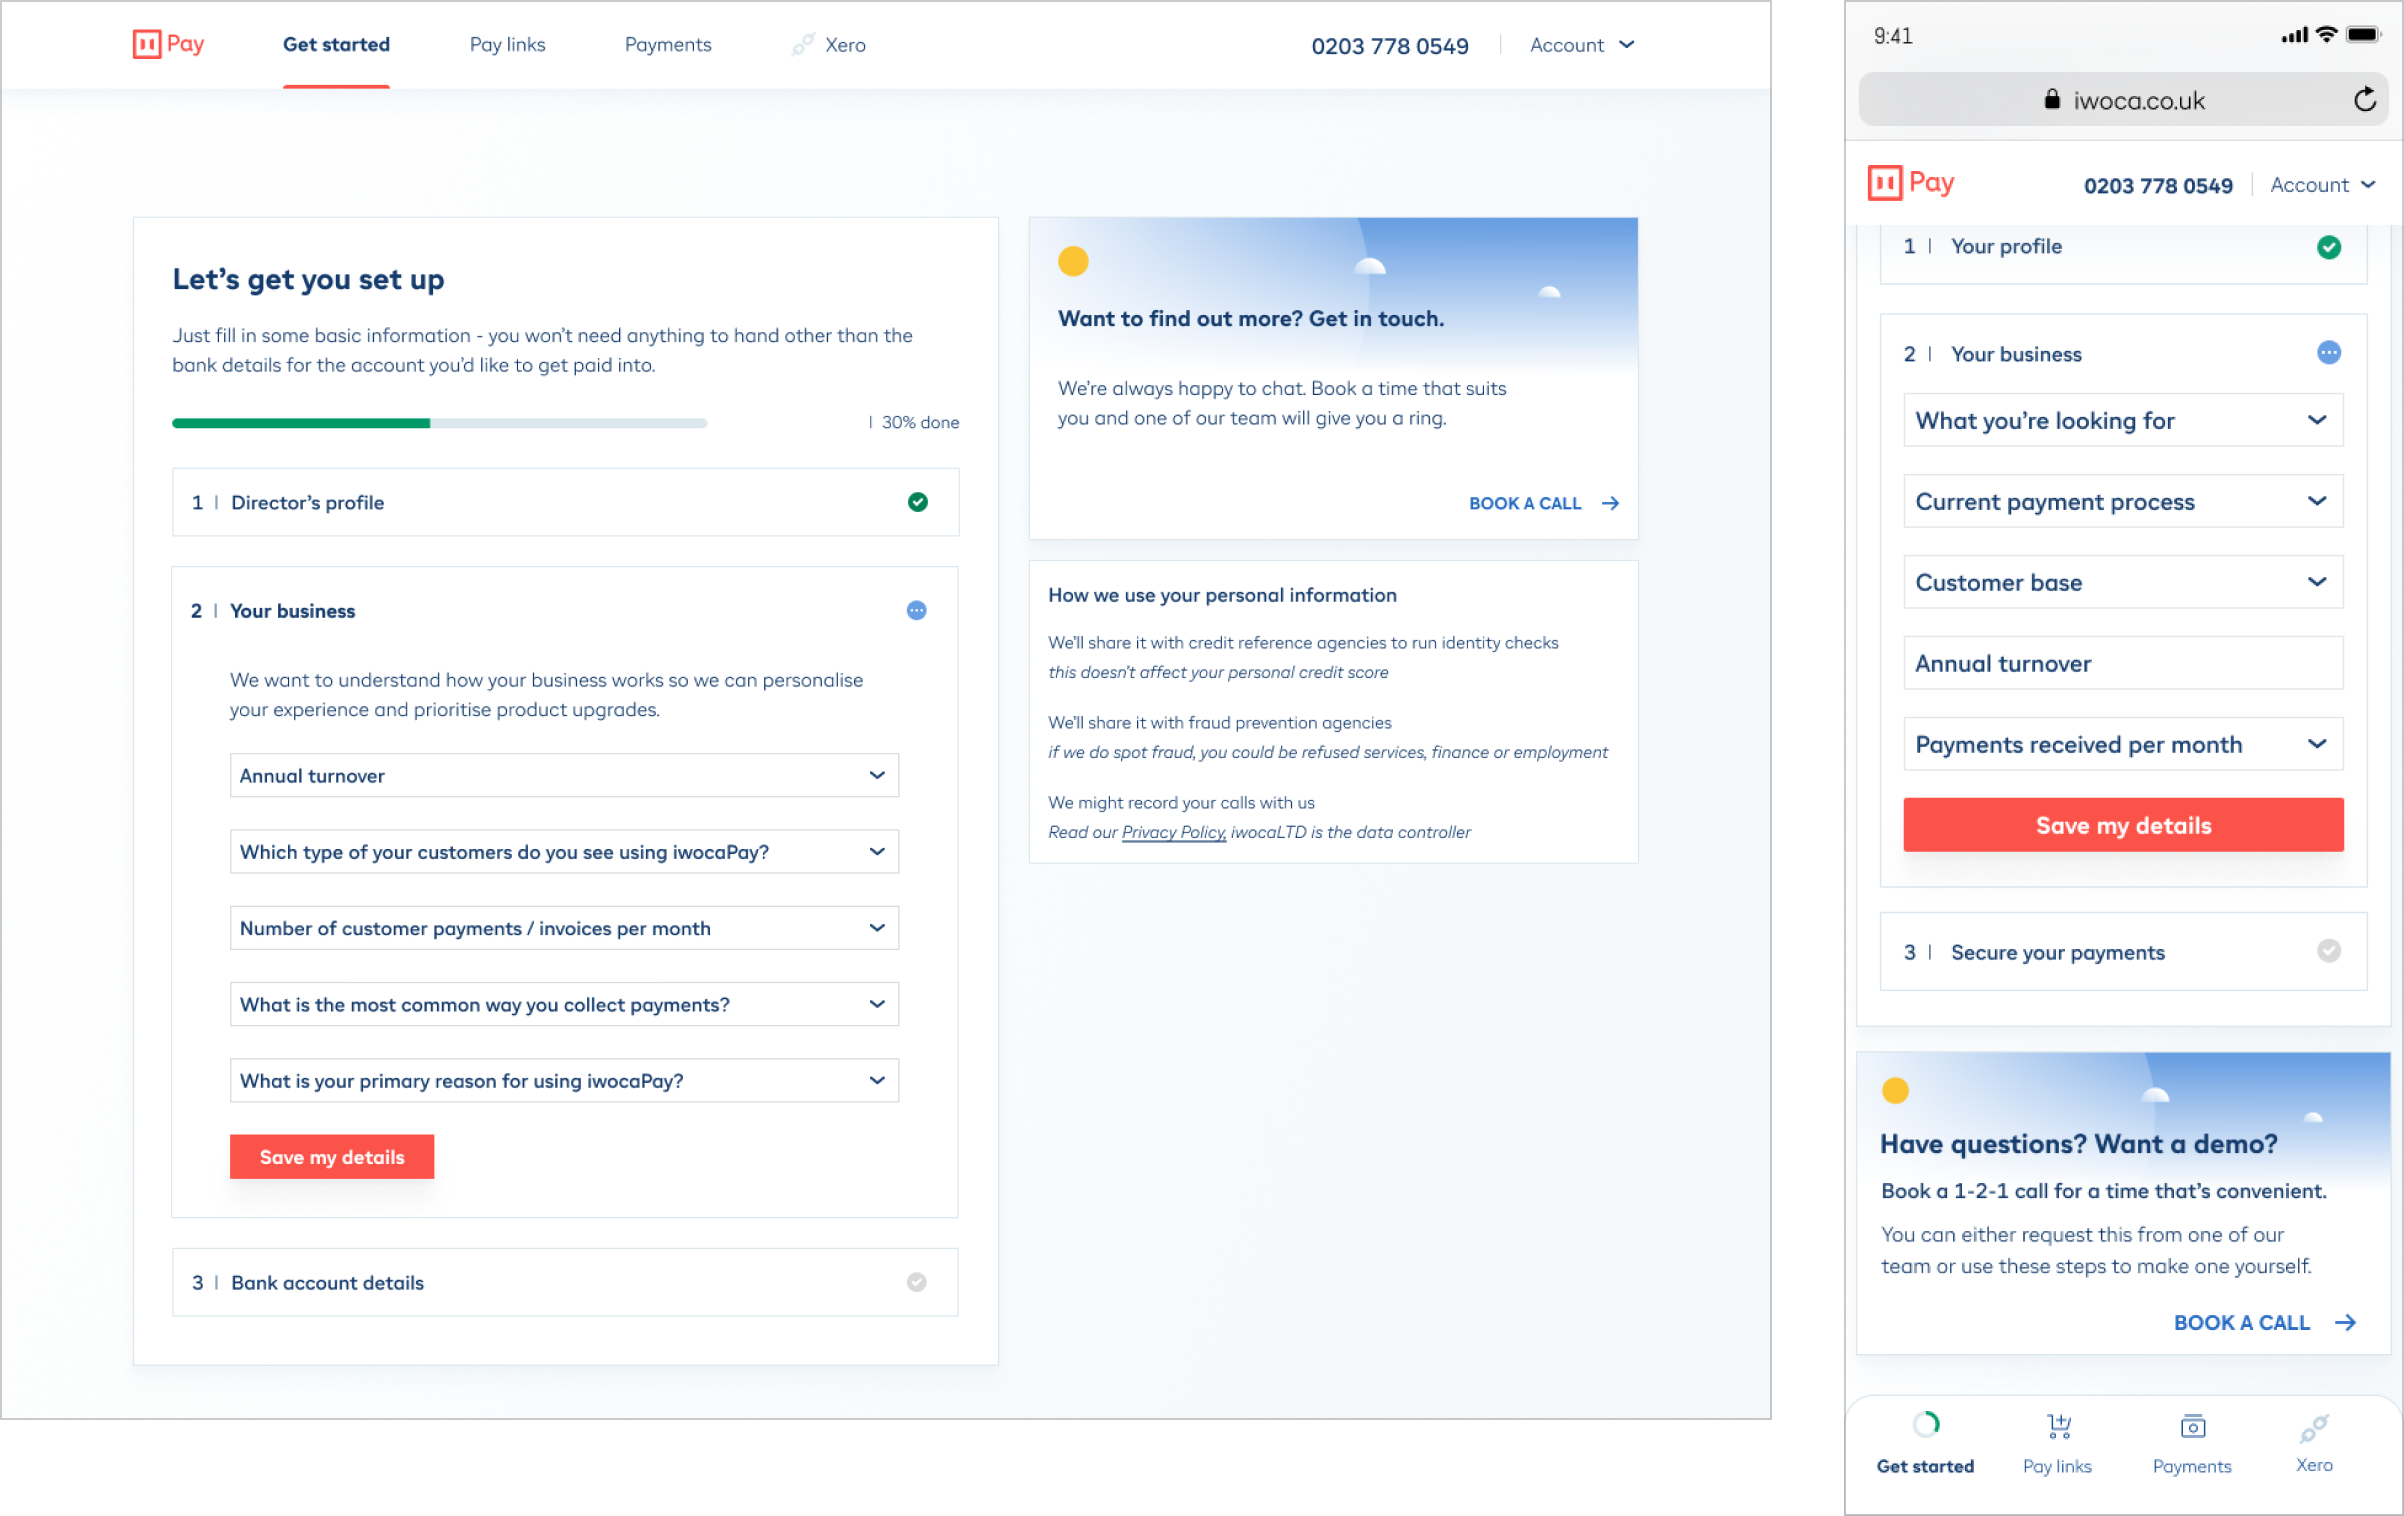 Pay
Get started
Pay links
Payments
Xero
0203 778 0549
Account
Let's get you set up
Just fill in some basic information - you won't need anything to hand other than the
bank details for the account you'd like to get paid into.
30% done
1 | Director's profile
2 | Your business
We want to understand how your business works so we can personalise
your experience and prioritise product upgrades.
Annual turnover
Which type of your customers do you see using iwocaPay?
Number of customer payments / invoices per month
What is the most common way you collect payments?
What is your primary reason for using iwocaPay?
Save my details
3 | Bank account details
Want to find out more? Get in touch.
We're always happy to chat. Book a time that suits
you and one of our team will give you a ring.
BOOK A CALL
How we use your personal information
We'll share it with credit reference agencies to run identity checks
this doesn't affect your personal credit score
We'll share it with fraud prevention agencies
if we do spot fraud, you could be refused services, finance or employment
We might record your calls with us
Read our Privacy Policy, iwocaLTD is the data controller
9:41
iwoca.co.uk
Pay
0203 778 0549
Account
1 | Your profile
2 | Your business
What you're looking for
Current payment process
Customer base
Annual turnover
Payments received per month
Save my details
3 | Secure your payments
Have questions? Want a demo?
Book a 1-2-1 call for a time that's convenient.
You can either request this from one of our
team or use these steps to make one yourself.
BOOK A CALL
Get started
Pay links
Payments
Xero